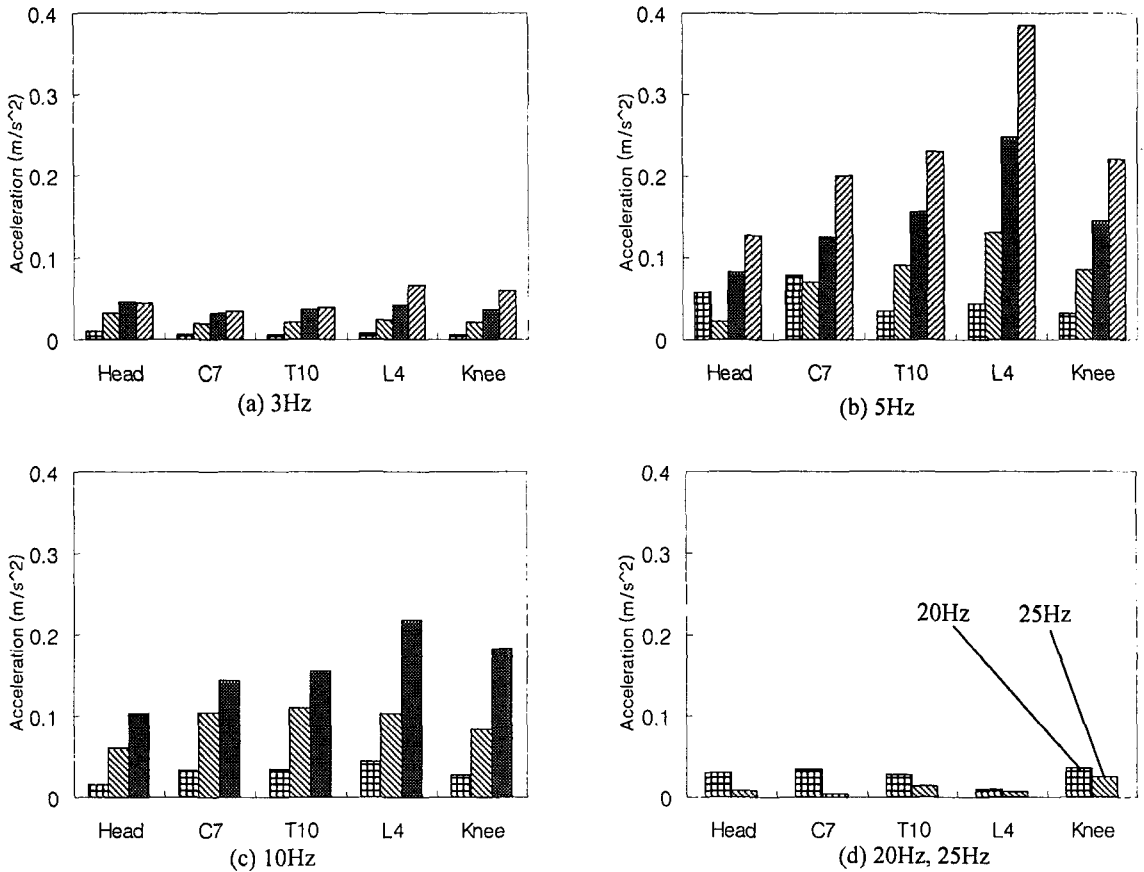 0.4
0.3
0.2
0.1
0
Acceleration (m/s^2)
Head C7 T10 L4 Knee
(a) 3Hz
0.4
0.3
0.2
0.1
0
Acceleration (m/s^2)
Head C7 T10 L4 Knee
(b) 5Hz
0.4
0.3
0.2
0.1
0
Acceleration (m/s^2)
Head C7 T10 L4 Knee
(c) 10Hz
0.4
0.3
0.2
0.1
0
Acceleration (m/s^2)
20Hz 25Hz
Head C7 T10 L4 Knee
(d) 20Hz, 25Hz